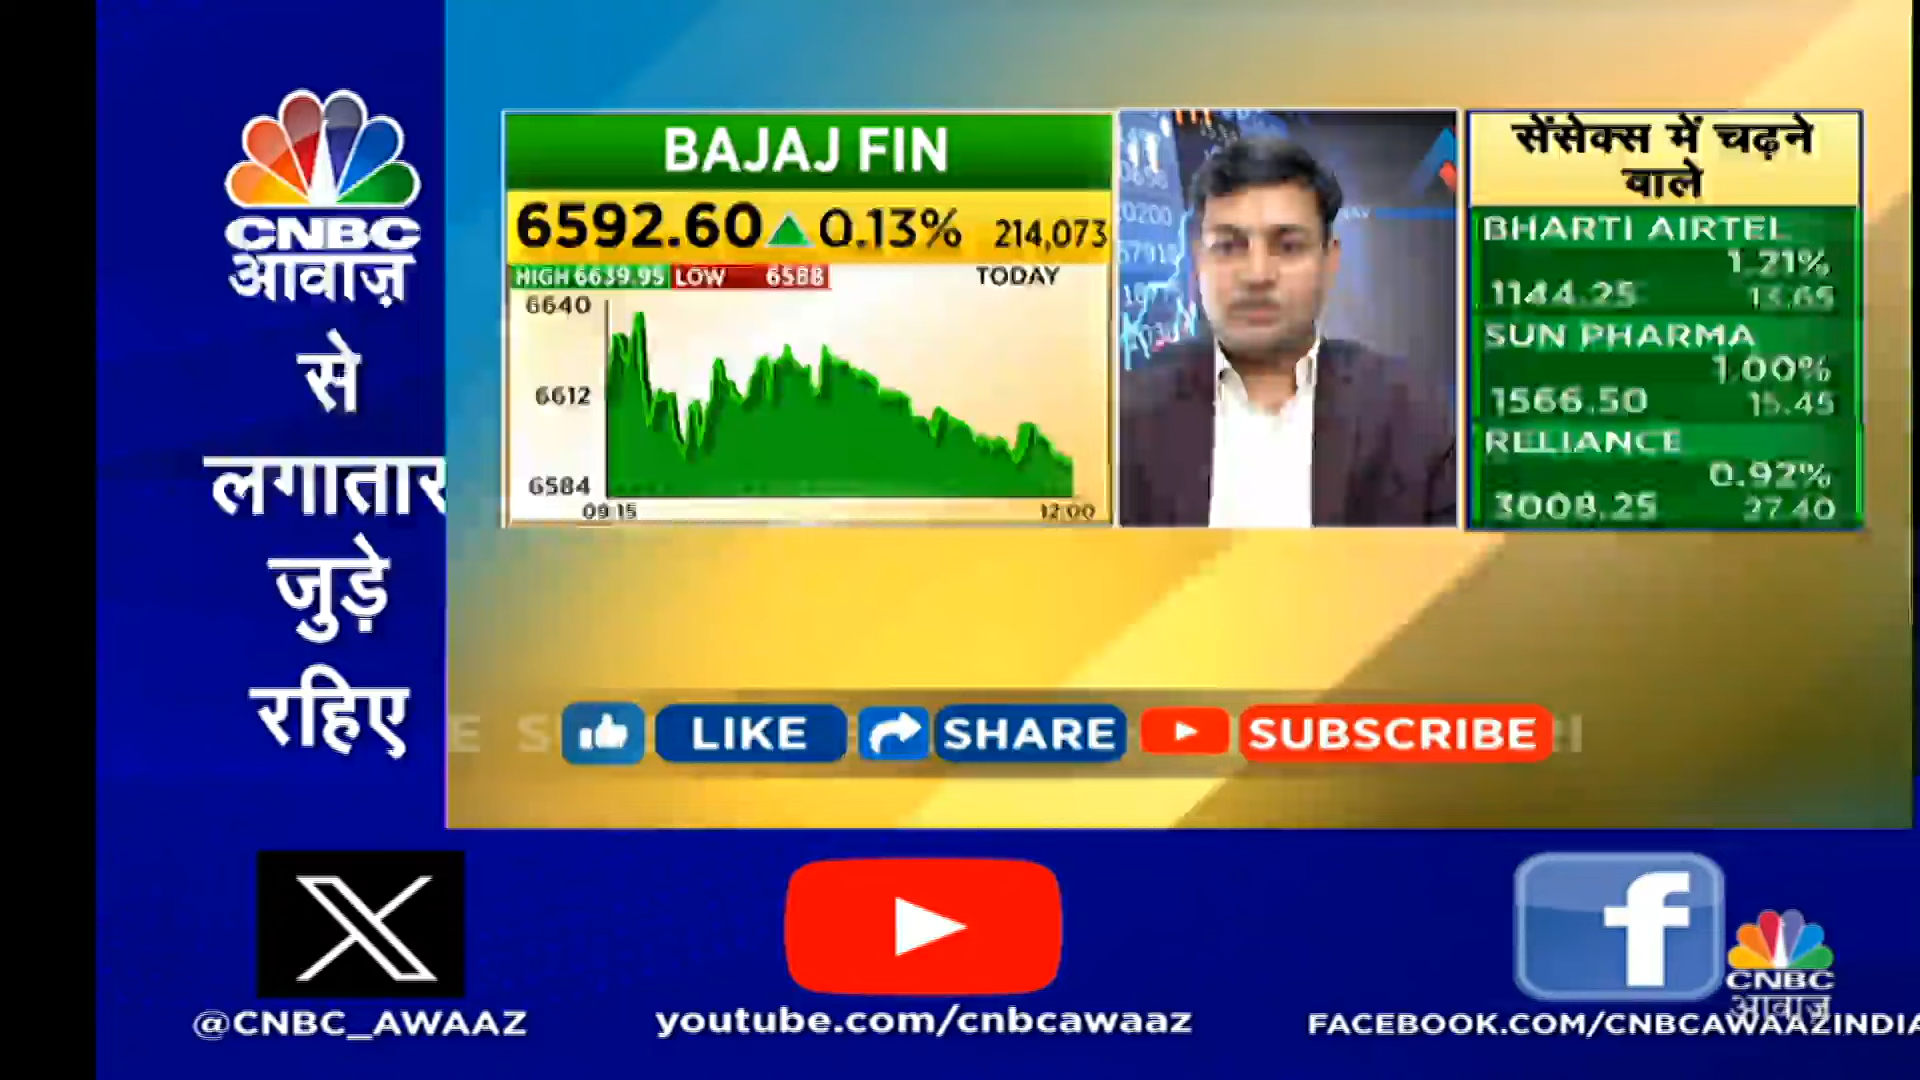 CNBC
आवाज़
से
लगातार
जुड़े
रहिए
BAJAJ FIN
6592.60 0.13% 214,073
HIGH 6639.95 LOW 6588 TODAY
6640
6612
6584
09:15 12:00
सेंसेक्स में चढ़ने
वाले
BHARTI AIRTEL
1.21%
1144.25 13.65
SUN PHARMA
1.00%
1566.50 15.45
RELIANCE
0.92%
3008.25 27.40
LIKE SHARE SUBSCRIBE
@CNBC_AWAAZ
youtube.com/cnbcawaaz
FACEBOOK.COM/CNBCAWAAZINDIA
CNBC
आवाज़